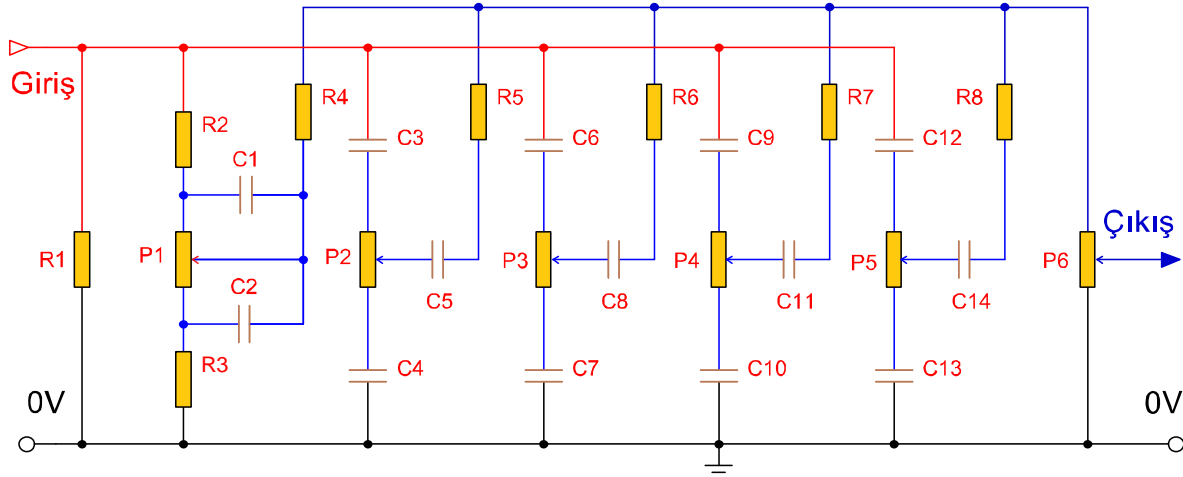 Giriş
R1
R2
P1
R3
C1
C2
R4
C3
P2
C4
C5
R5
C6
P3
C7
C8
R6
C9
P4
C10
C11
R7
C12
P5
C13
C14
R8
P6
Çıkış
0V
0V